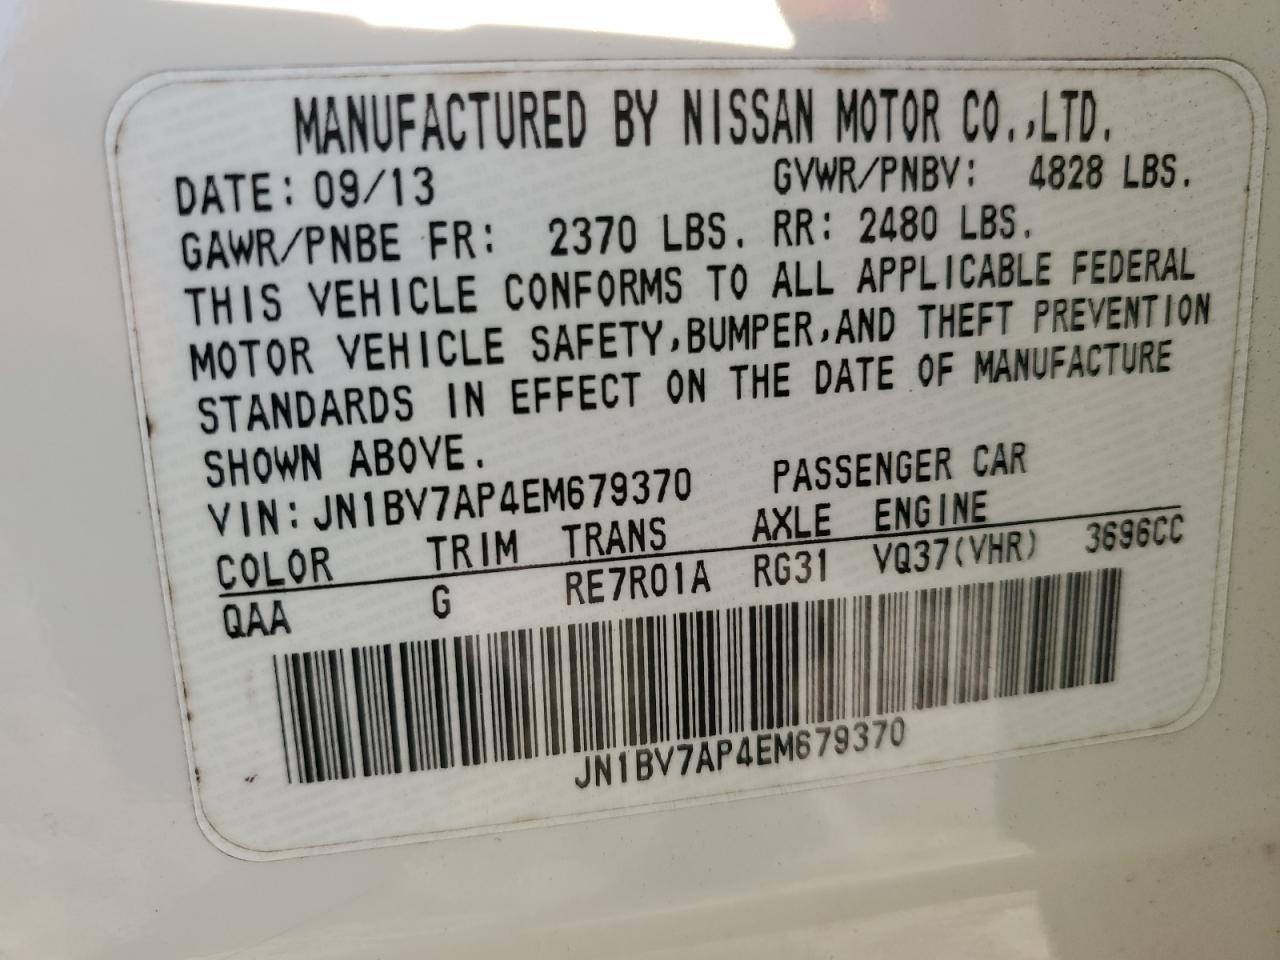 MANUFACTURED BY NISSAN MOTOR CO.,LTD.
DATE: 09/13 GVWR/PNBV: 4828 LBS.
GAWR/PNBE FR: 2370 LBS. RR: 2480 LBS.
THIS VEHICLE CONFORMS TO ALL APPLICABLE FEDERAL
MOTOR VEHICLE SAFETY,BUMPER,AND THEFT PREVENTION
STANDARDS IN EFFECT ON THE DATE OF MANUFACTURE
SHOWN ABOVE.
VIN: JN1BV7AP4EM679370 PASSENGER CAR
COLOR TRIM TRANS AXLE ENGINE
QAA G RE7R01A RG31 VQ37(VHR) 3696CC
JN1BV7AP4EM679370